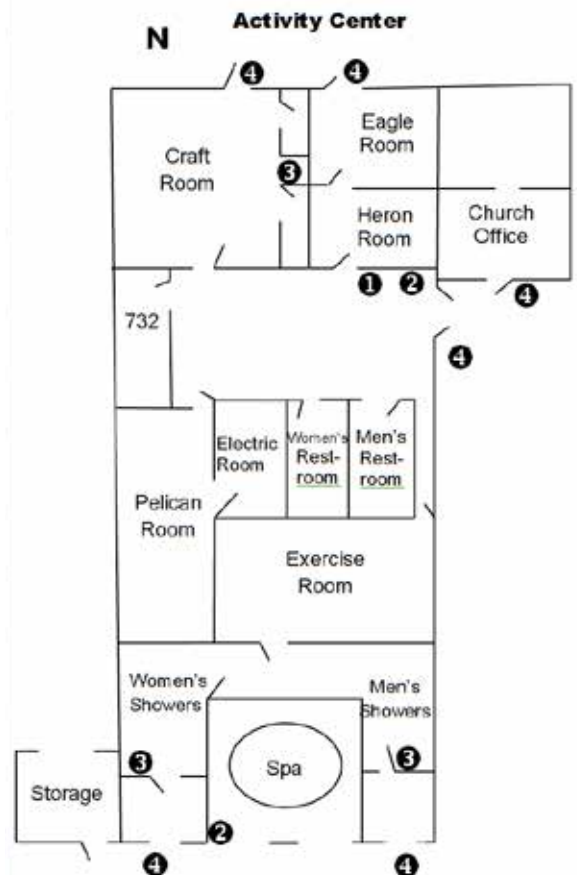 Activity Center
N
4
4
Eagle
Room
Craft
Room
3
Heron
Room
Church
Office
1
2
4
732
4
Electric
Room
Women's
Rest-
room
Men's
Rest-
room
Pelican
Room
Exercise
Room
Women's
Showers
Men's
Showers
3
3
Spa
Storage
2
4
4